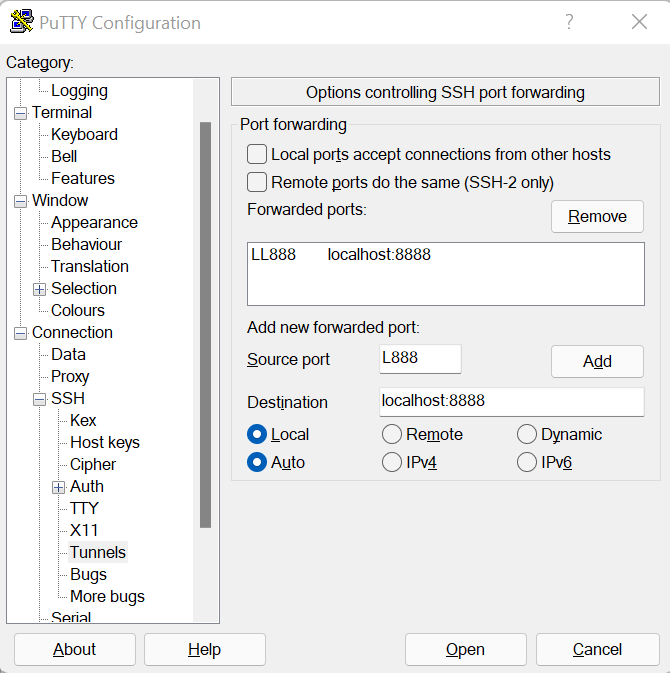 PuTTY Configuration
?
Category:
Logging
Terminal
Keyboard
Bell
Features
Window
Appearance
Behaviour
Translation
Selection
Colours
Connection
Data
Proxy
SSH
Kex
Host keys
Cipher
Auth
TTY
X11
Tunnels
Bugs
More bugs
Serial
Options controlling SSH port forwarding
Port forwarding
Local ports accept connections from other hosts
Remote ports do the same (SSH-2 only)
Forwarded ports:
Remove
LL888 localhost:8888
Add new forwarded port:
Source port L888 Add
Destination localhost:8888
Local Remote Dynamic
Auto IPv4 IPv6
About Help Open Cancel